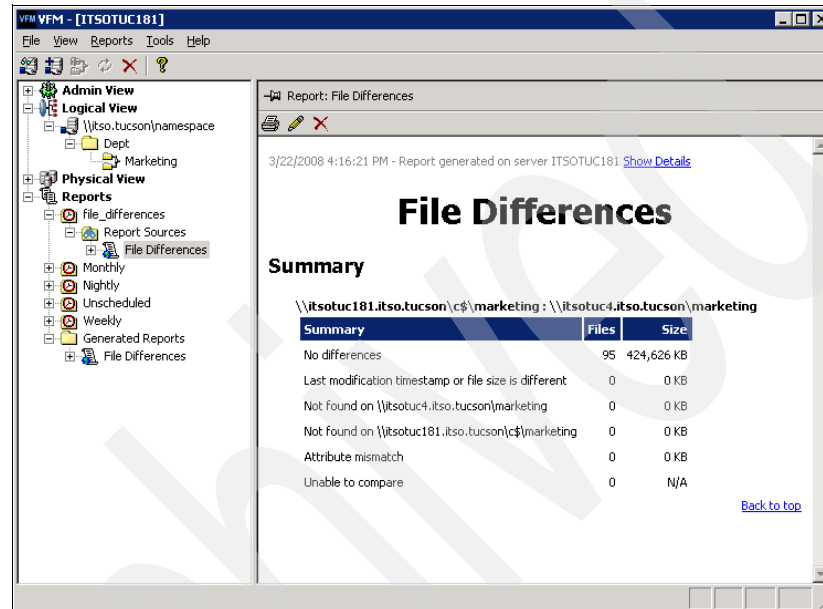 VFM VFM - [ITSOTUC181]
File View Reports Tools Help
Admin View
Logical View
\\itso.tucson\namespace
Dept
Marketing
Physical View
Reports
file_differences
Report Sources
File Differences
Monthly
Nightly
Unscheduled
Weekly
Generated Reports
File Differences
Report: File Differences
3/22/2008 4:16:21 PM - Report generated on server ITSOTUC181 Show Details
File Differences
Summary
\\itsotuc181.itso.tucson\c$\marketing : \\itsotuc4.itso.tucson\marketing
Summary Files Size
No differences 95 424,626 KB
Last modification timestamp or file size is different 0 0 KB
Not found on \\itsotuc4.itso.tucson\marketing 0 0 KB
Not found on \\itsotuc181.itso.tucson\c$\marketing 0 0 KB
Attribute mismatch 0 0 KB
Unable to compare 0 N/A
Back to top